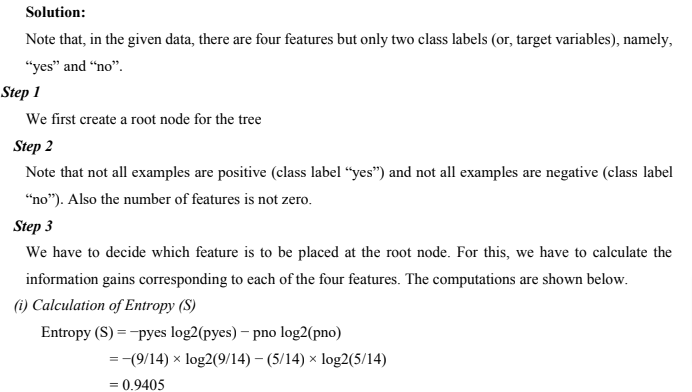 Solution:
Note that, in the given data, there are four features but only two class labels (or, target variables), namely,
“yes” and “no”.
Step 1
We first create a root node for the tree
Step 2
Note that not all examples are positive (class label “yes”) and not all examples are negative (class label
“no”). Also the number of features is not zero.
Step 3
We have to decide which feature is to be placed at the root node. For this, we have to calculate the
information gains corresponding to each of the four features. The computations are shown below.
(i) Calculation of Entropy (S)
Entropy (S) = −pyes log2(pyes) − pno log2(pno)
= −(9/14) × log2(9/14) − (5/14) × log2(5/14)
= 0.9405